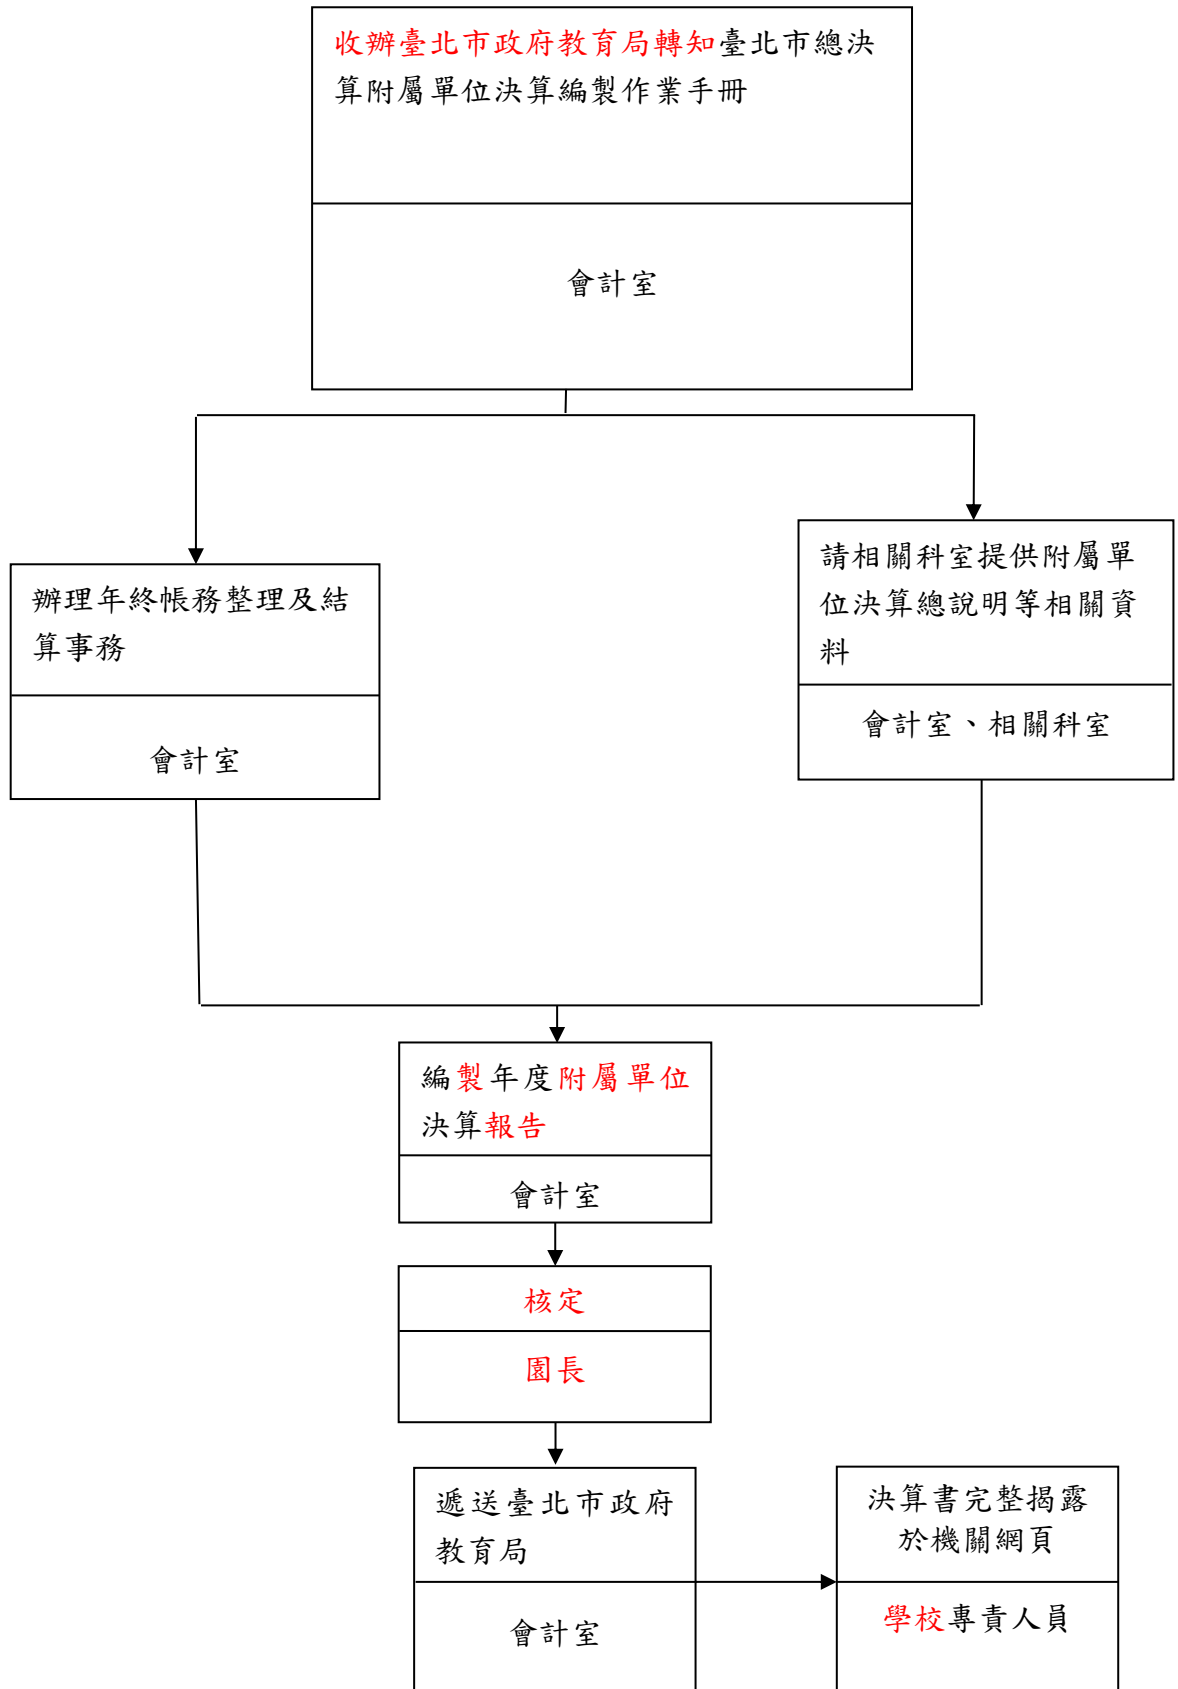 收辦臺北市政府教育局轉知臺北市總決
算附屬單位決算編製作業手冊
會計室
辦理年終帳務整理及結
算事務
會計室
請相關科室提供附屬單
位決算總說明等相關資
料
會計室、相關科室
編製年度附屬單位
決算報告
會計室
核定
園長
遞送臺北市政府
教育局
會計室
決算書完整揭露
於機關網頁
學校專責人員